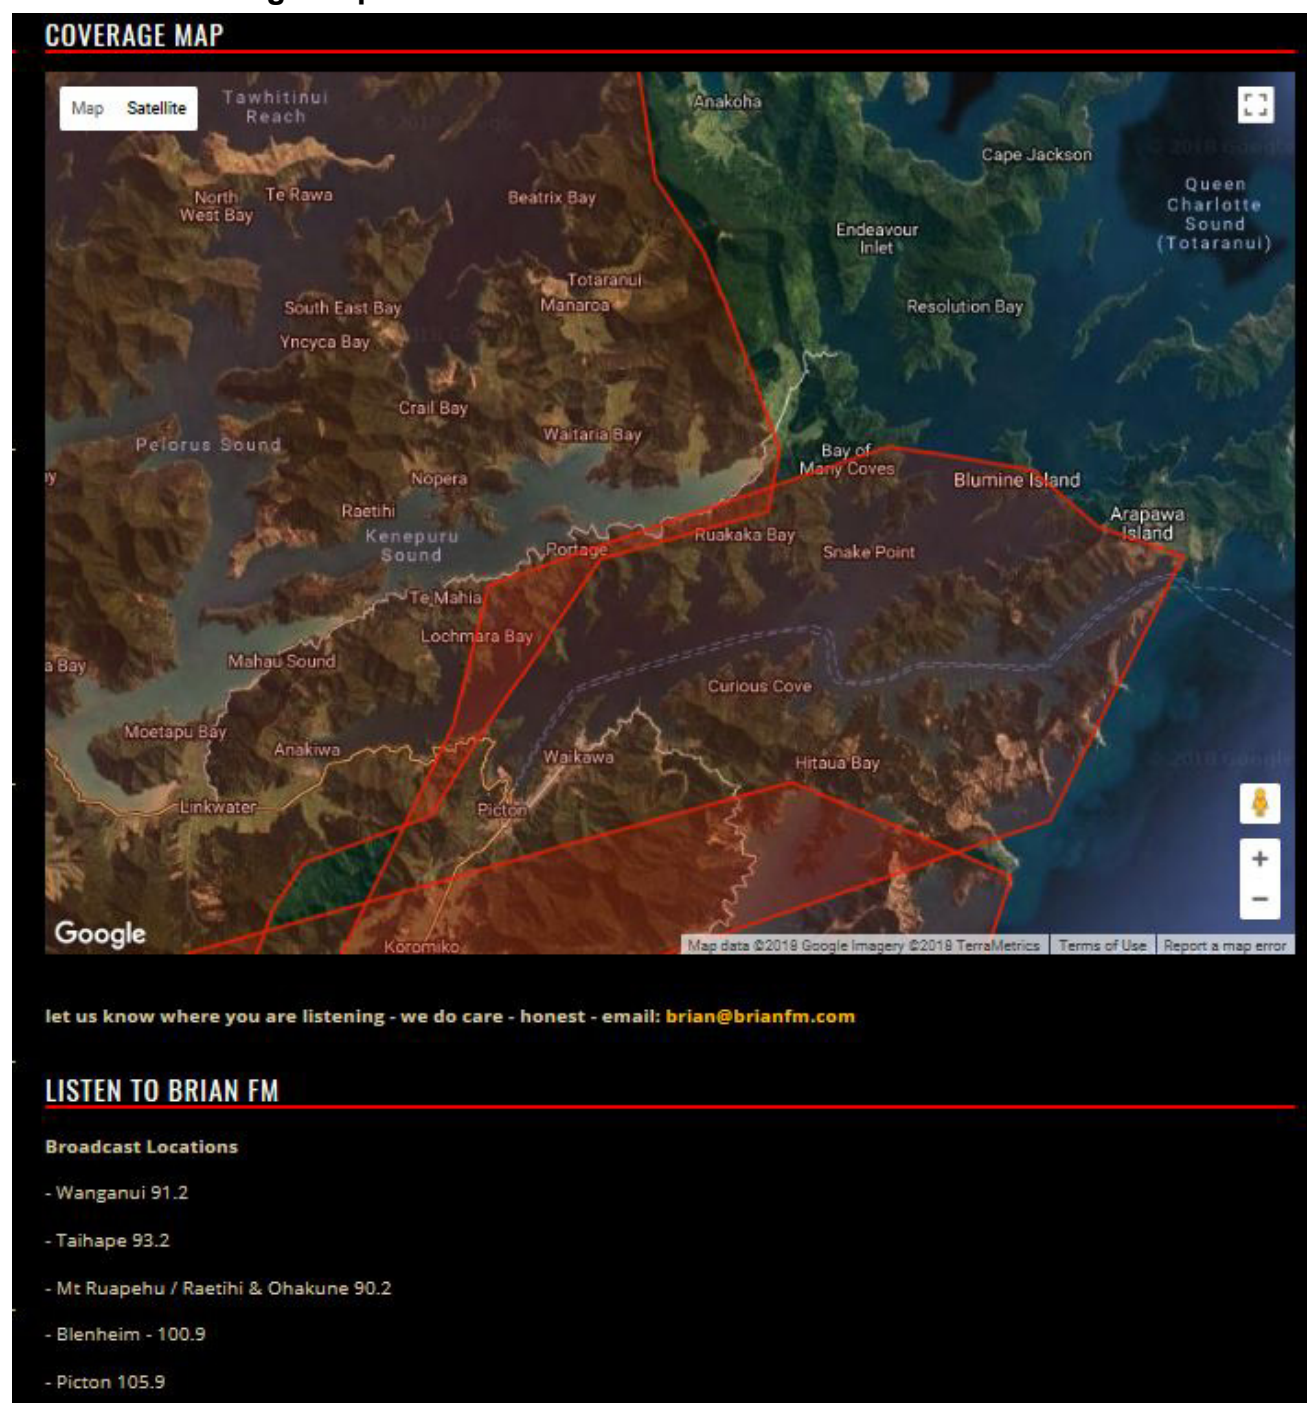 COVERAGE MAP
Map Satellite
Tawhitinui
Reach
Anakoha
Cape Jackson
Queen
Charlotte
Sound
(Totaranui)
North
West Bay
Te Rawa
Beatrix Bay
Endeavour
Inlet
Totaranui
Manaroa
South East Bay
Resolution Bay
Yncyca Bay
Crail Bay
Waitaria Bay
Pelorus Sound
Bay of
Many Coves
Nopera
Blumine Island
Raetihi
Arapawa
Island
Kenepuru
Sound
Portage
Ruakaka Bay
Snake Point
Te Mahia
Lochmara Bay
a Bay
Mahau Sound
Curious Cove
Moetapu Bay
Anakiwa
Waikawa
Hitaua Bay
Linkwater
Picton
Koromiko
Google
Map data ©2018 Google Imagery ©2018 TerraMetrics
Terms of Use
Report a map error
let us know where you are listening - we do care - honest - email: brian@brianfm.com
LISTEN TO BRIAN FM
Broadcast Locations
- Wanganui 91.2
- Taihape 93.2
- Mt Ruapehu / Raetihi & Ohakune 90.2
- Blenheim - 100.9
- Picton 105.9